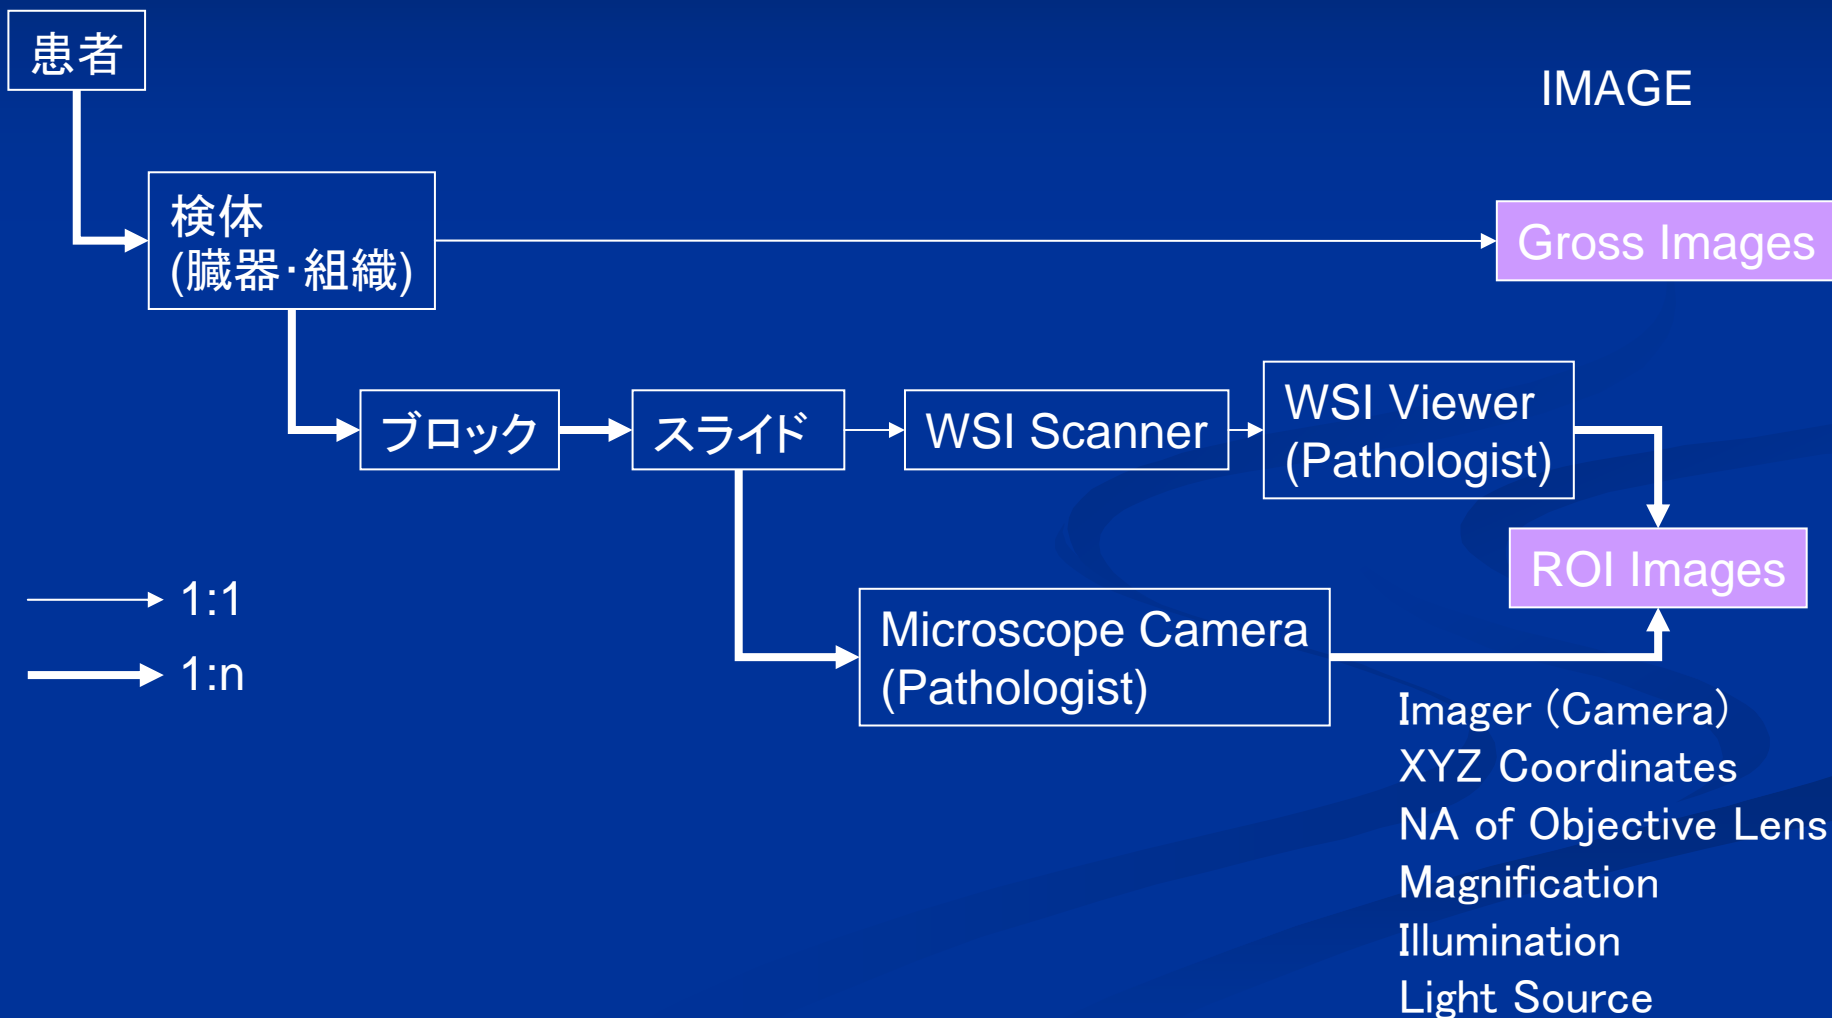 患者
IMAGE
検体
(臓器・組織)
Gross Images
ブロック
スライド
WSI Scanner
WSI Viewer
(Pathologist)
ROI Images
1:1
1:n
Microscope Camera
(Pathologist)
Imager (Camera)
XYZ Coordinates
NA of Objective Lens
Magnification
Illumination
Light Source